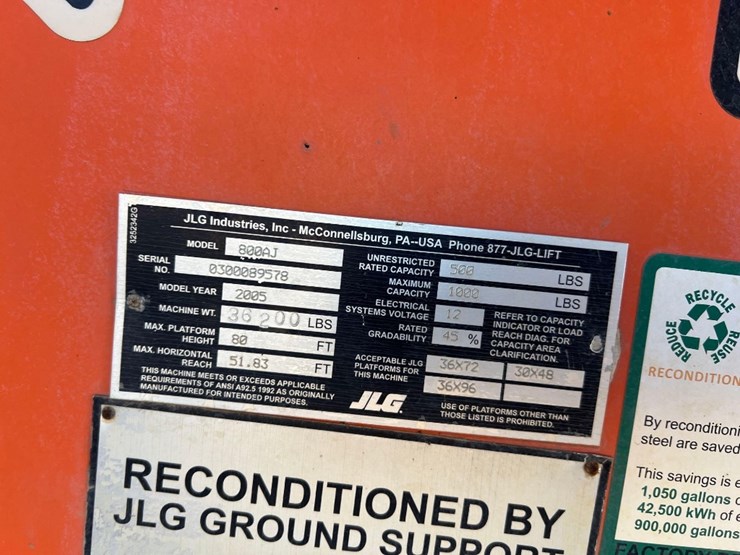 3252342G
JLG Industries, Inc - McConnellsburg, PA--USA Phone 877-JLG-LIFT
MODEL 800AJ
SERIAL NO. 0300089578
MODEL YEAR 2005
MACHINE WT. 36200 LBS
MAX. PLATFORM HEIGHT 80 FT
MAX. HORIZONTAL REACH 51.83 FT
THIS MACHINE MEETS OR EXCEEDS APPLICABLE
REQUIREMENTS OF ANSI A92.5 1992 AS ORIGINALLY
MANUFACTURED FOR INTENDED PURPOSES.
UNRESTRICTED RATED CAPACITY 500 LBS
MAXIMUM CAPACITY 1000 LBS
ELECTRICAL SYSTEMS VOLTAGE 12
RATED GRADABILITY 45 %
REFER TO CAPACITY
INDICATOR OR LOAD
REACH DIAG. FOR
CAPACITY AREA
CLARIFICATION.
ACCEPTABLE JLG
PLATFORMS FOR
THIS MACHINE
36X72 30X48
36X96
JLG
USE OF PLATFORMS OTHER THAN
THOSE LISTED IS PROHIBITED.
RECONDITIONED BY
JLG GROUND SUPPORT
REDUCE RECYCLE REUSE
RECONDITION
By reconditioni
steel are saved
This savings is e
1,050 gallons
42,500 kWh of e
900,000 gallons